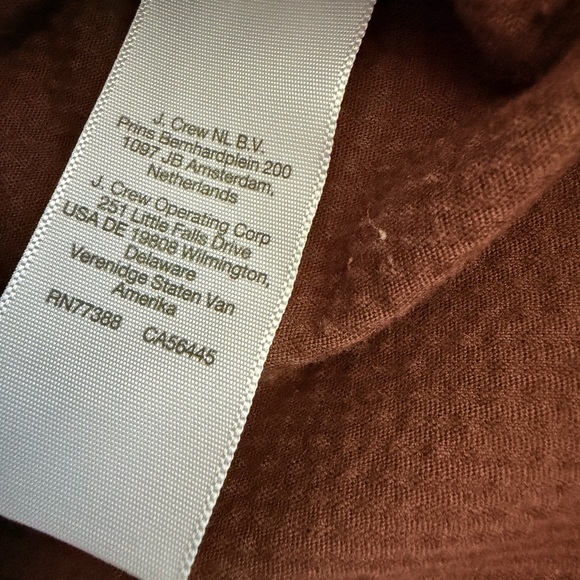 J. Crew NL B.V.
Prins Bernhardplein 200
1097 JB Amsterdam,
Netherlands
J. Crew Operating Corp
251 Little Falls Drive
USA DE 19808 Wilmington,
Delaware
Verenidge Staten Van
Amerika
RN77388 CA56445